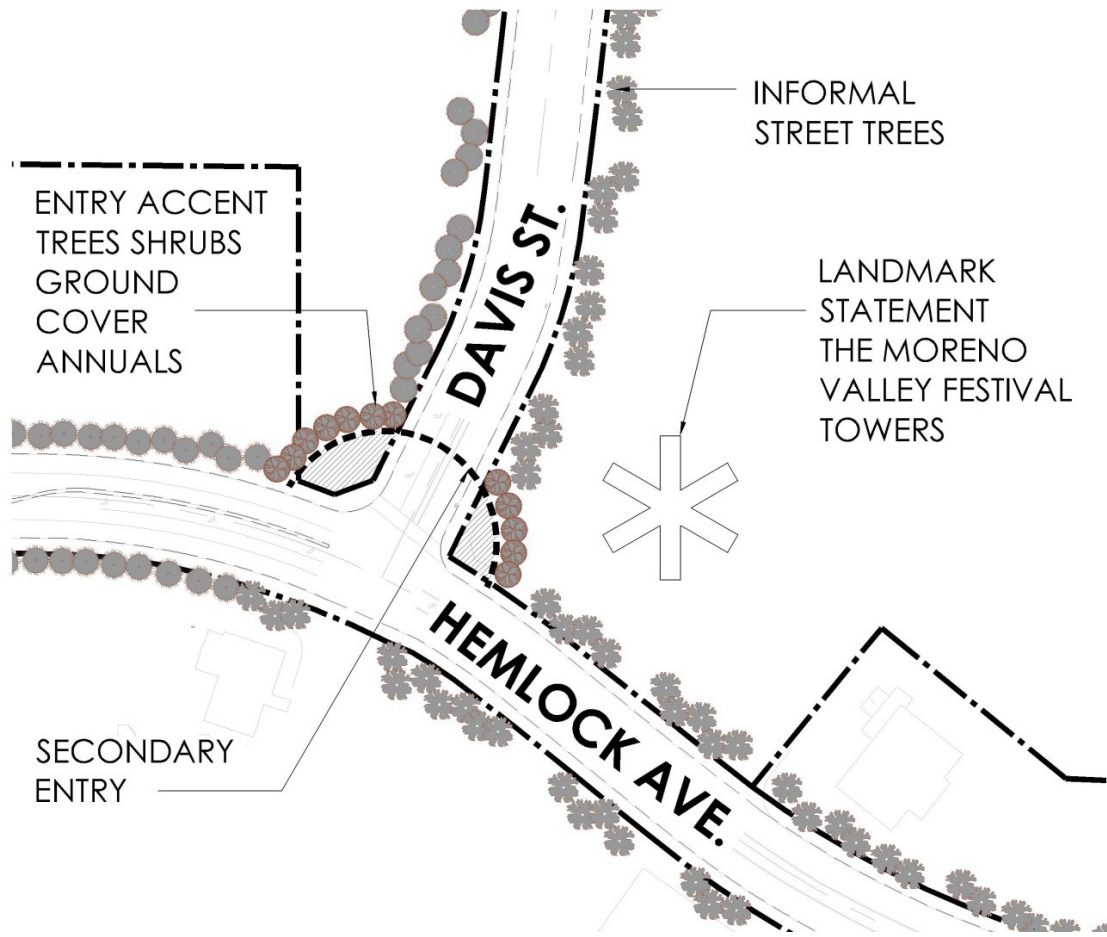 INFORMAL
STREET TREES
ENTRY ACCENT
TREES SHRUBS
GROUND
COVER
ANNUALS
DAVIS ST.
LANDMARK
STATEMENT
THE MORENO
VALLEY FESTIVAL
TOWERS
HEMLOCK AVE.
SECONDARY
ENTRY